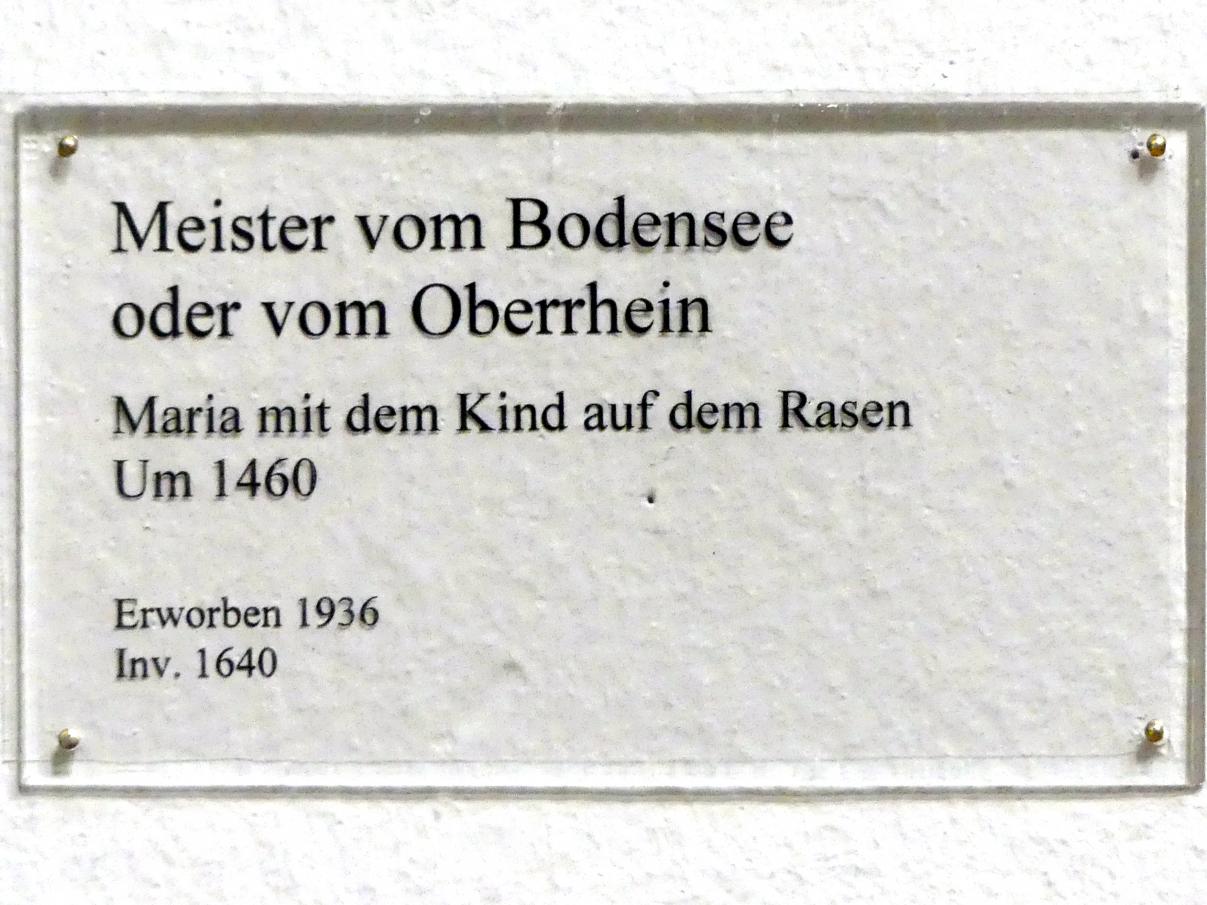 Meister vom Bodensee
oder vom Oberrhein
Maria mit dem Kind auf dem Rasen
Um 1460
Erworben 1936
Inv. 1640